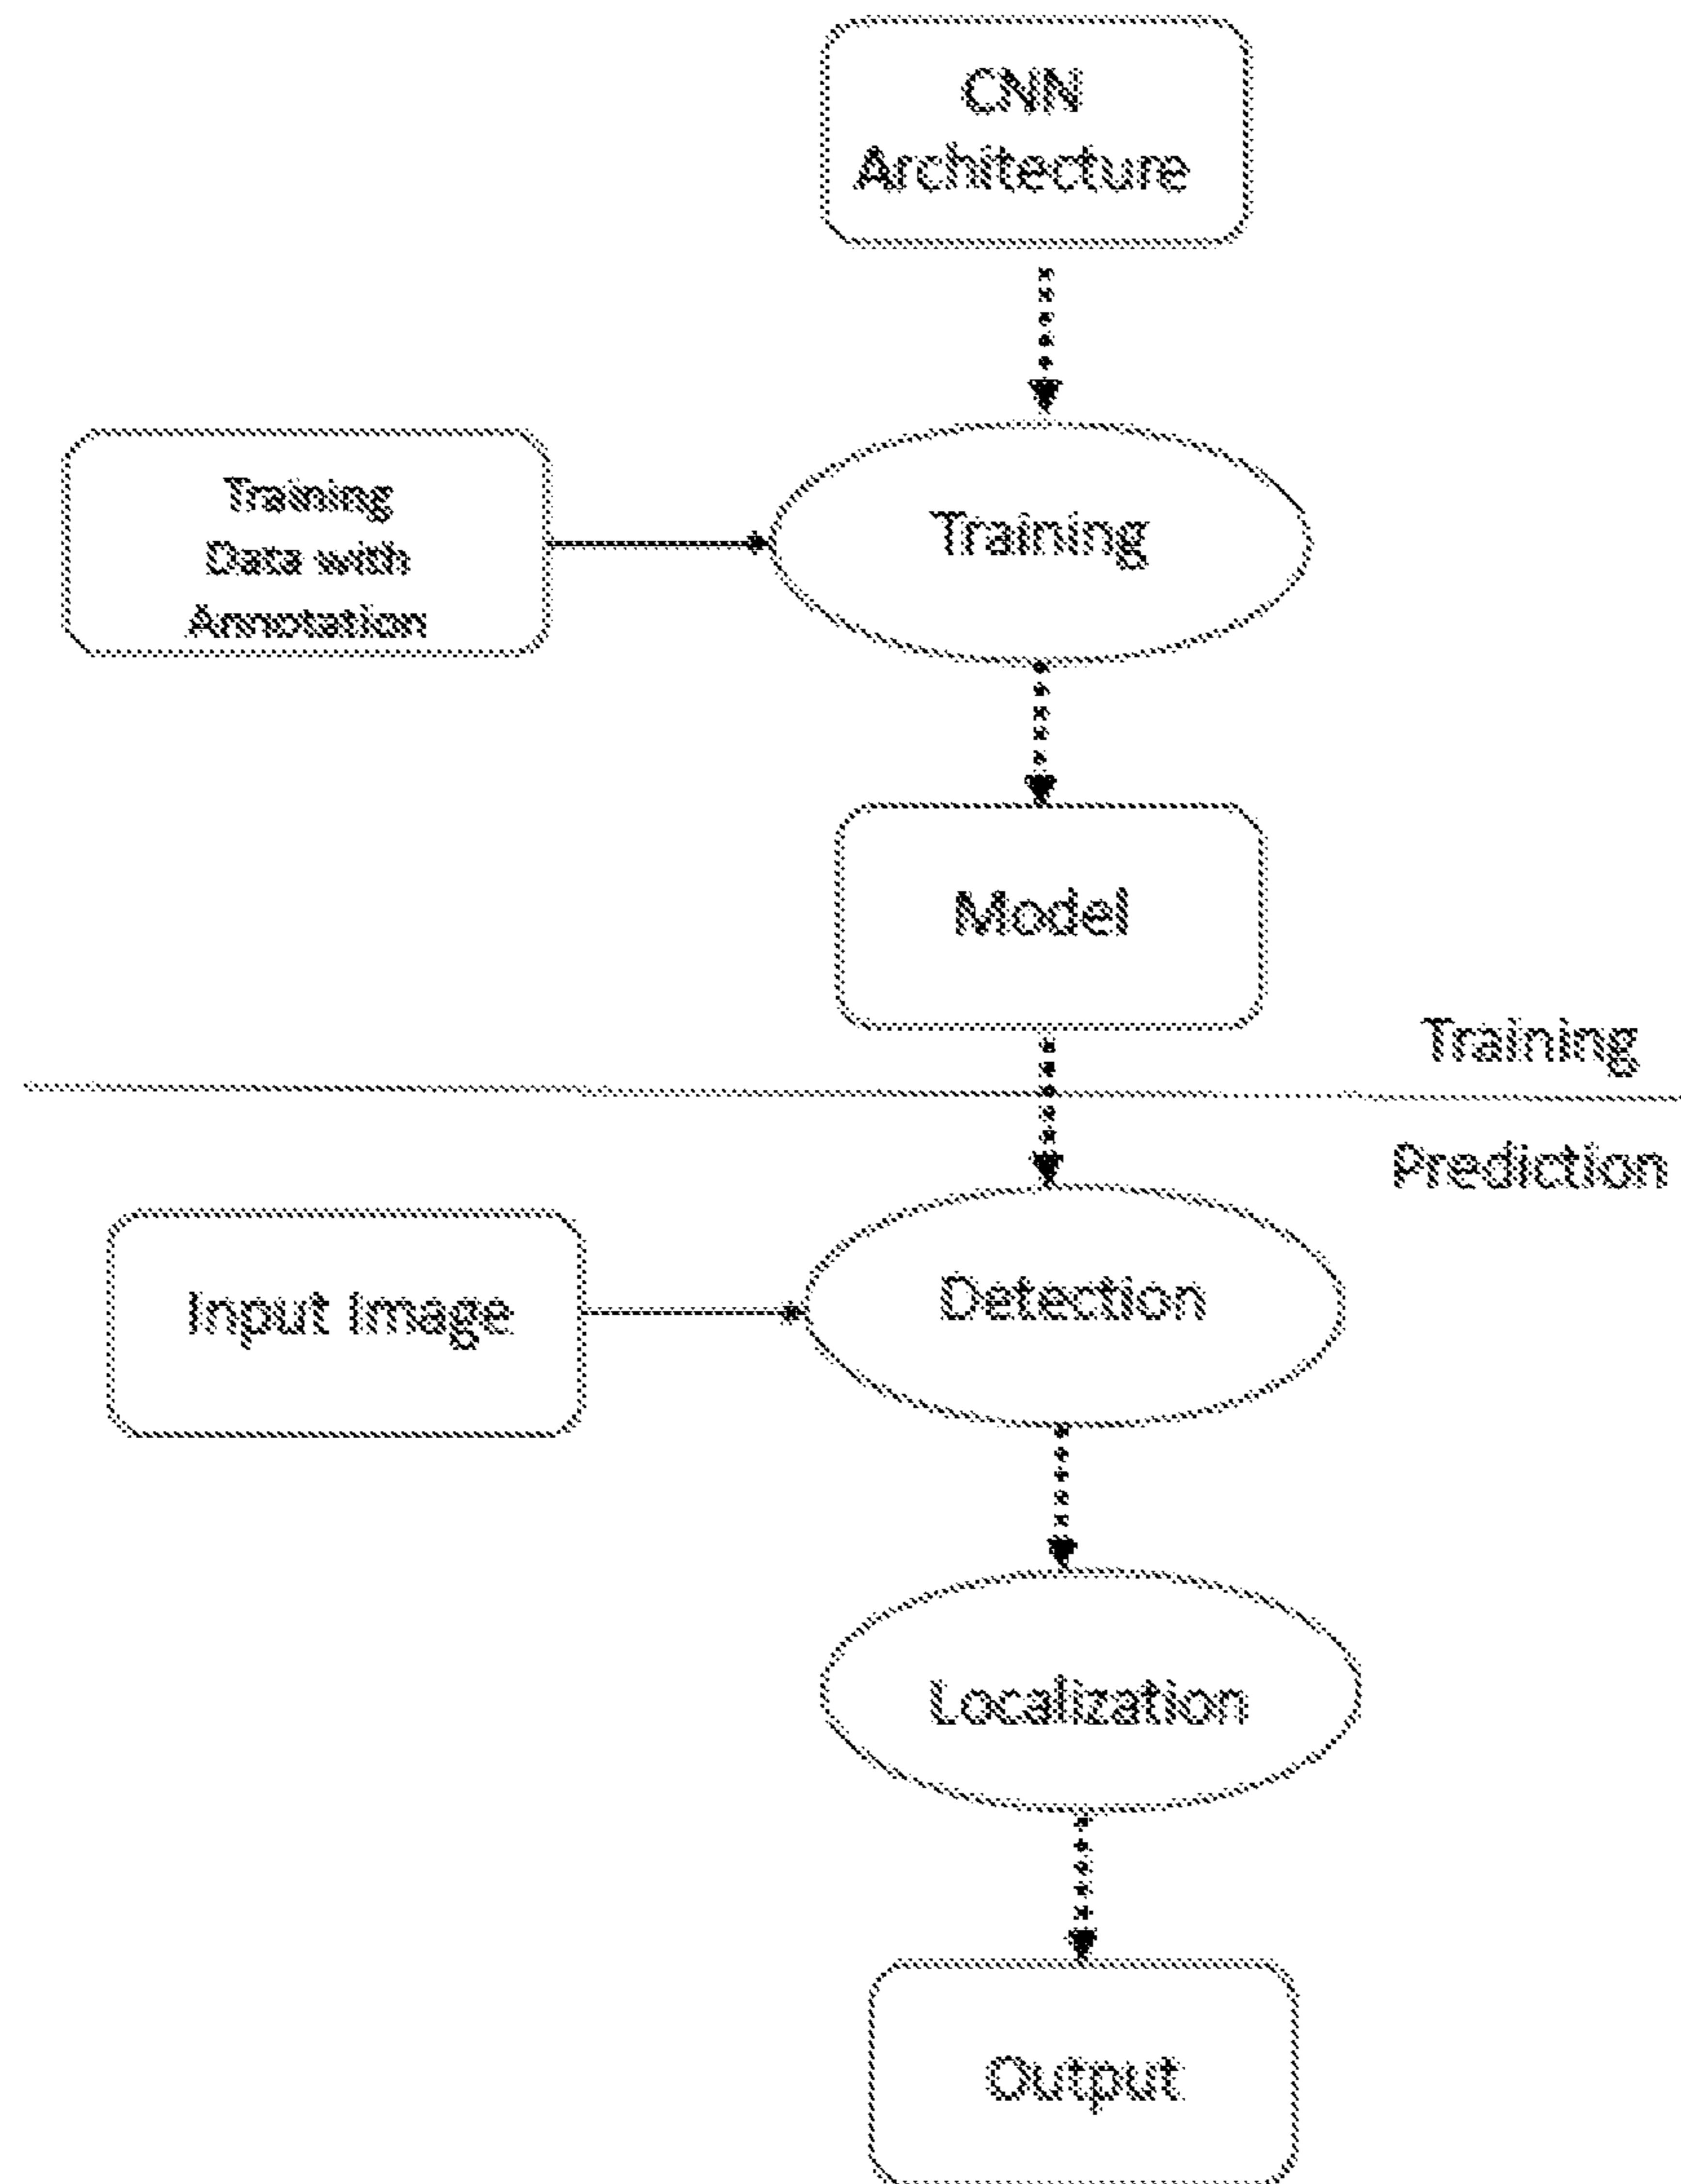 CNN
Architecture
Training
Data with
Annotation
Training
Model
Training
Prediction
Input Image
Detection
Localization
Output